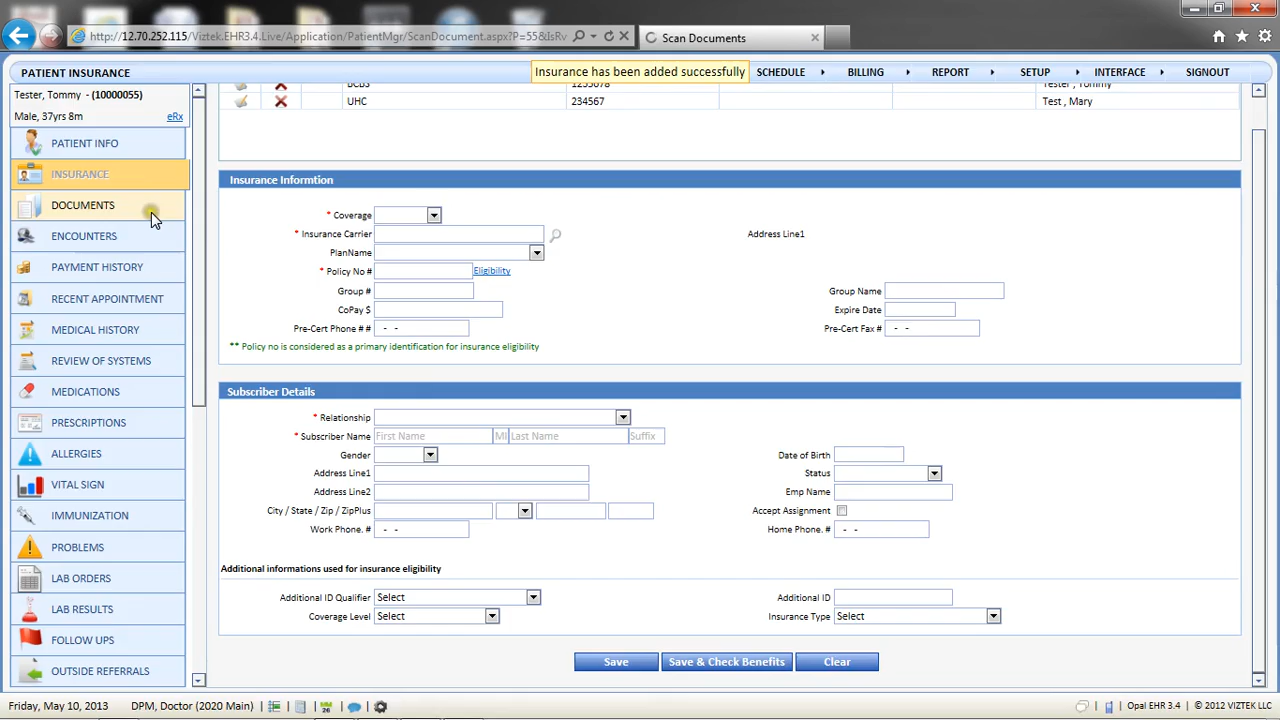 http://12.70.252.115/Viztek.EHR3.4.Live/Application/PatientMgr/ScanDocument.aspx?P=55&IsRv
Scan Documents
PATIENT INSURANCE
Insurance has been added successfully
SCHEDULE
BILLING
REPORT
SETUP
INTERFACE
SIGNOUT
Tester, Tommy - (10000055)
Male, 37yrs 8m
eRx
PATIENT INFO
INSURANCE
DOCUMENTS
ENCOUNTERS
PAYMENT HISTORY
RECENT APPOINTMENT
MEDICAL HISTORY
REVIEW OF SYSTEMS
MEDICATIONS
PRESCRIPTIONS
ALLERGIES
VITAL SIGN
IMMUNIZATION
PROBLEMS
LAB ORDERS
LAB RESULTS
FOLLOW UPS
OUTSIDE REFERRALS
UHC 234567 Test , Mary
Insurance Informtion
* Coverage
* Insurance Carrier
Address Line1
PlanName
* Policy No #
Eligibility
Group #
Group Name
CoPay $
Expire Date
Pre-Cert Phone # # - -
Pre-Cert Fax # - -
** Policy no is considered as a primary identification for insurance eligibility
Subscriber Details
* Relationship
* Subscriber Name First Name MI Last Name Suffix
Gender
Date of Birth
Address Line1
Status
Address Line2
Emp Name
City / State / Zip / ZipPlus
Accept Assignment
Work Phone. # - -
Home Phone. # - -
Additional informations used for insurance eligibility
Additional ID Qualifier Select
Additional ID
Coverage Level Select
Insurance Type Select
Save
Save & Check Benefits
Clear
Friday, May 10, 2013
DPM, Doctor (2020 Main)
26
Opal EHR 3.4
© 2012 VIZTEK LLC